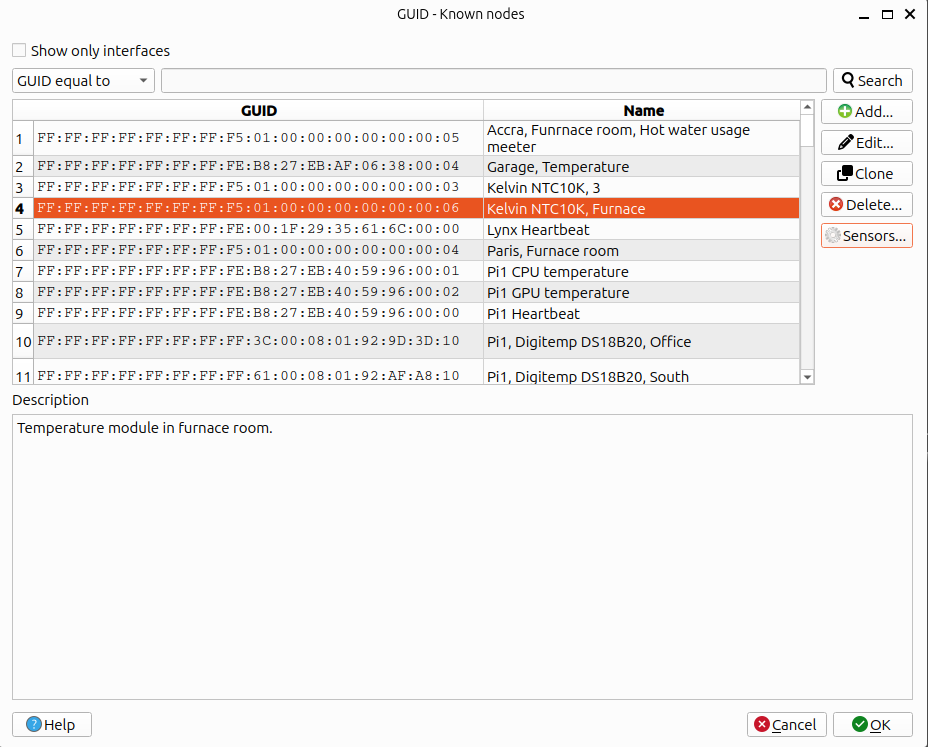 GUID - Known nodes
Show only interfaces
GUID equal to
Search
GUID Name
1 FF:FF:FF:FF:FF:FF:FF:F5:01:00:00:00:00:00:00:05 Accra, Funrnace room, Hot water usage
meeter
2 FF:FF:FF:FF:FF:FF:FF:FE:B8:27:EB:AF:06:38:00:04 Garage, Temperature
3 FF:FF:FF:FF:FF:FF:FF:F5:01:00:00:00:00:00:00:03 Kelvin NTC10K, 3
4 FF:FF:FF:FF:FF:FF:FF:F5:01:00:00:00:00:00:00:06 Kelvin NTC10K, Furnace
5 FF:FF:FF:FF:FF:FF:FF:FE:00:1F:29:35:61:6C:00:00 Lynx Heartbeat
6 FF:FF:FF:FF:FF:FF:FF:F5:01:00:00:00:00:00:00:04 Paris, Furnace room
7 FF:FF:FF:FF:FF:FF:FF:FE:B8:27:EB:40:59:96:00:01 Pi1 CPU temperature
8 FF:FF:FF:FF:FF:FF:FF:FE:B8:27:EB:40:59:96:00:02 Pi1 GPU temperature
9 FF:FF:FF:FF:FF:FF:FF:FE:B8:27:EB:40:59:96:00:00 Pi1 Heartbeat
10 FF:FF:FF:FF:FF:FF:FF:FF:3C:00:08:01:92:9D:3D:10 Pi1, Digitemp DS18B20, Office
11 FF:FF:FF:FF:FF:FF:FF:FF:61:00:08:01:92:AF:A8:10 Pi1, Digitemp DS18B20, South
Add...
Edit...
Clone
Delete...
Sensors...
Description
Temperature module in furnace room.
Help
Cancel
OK